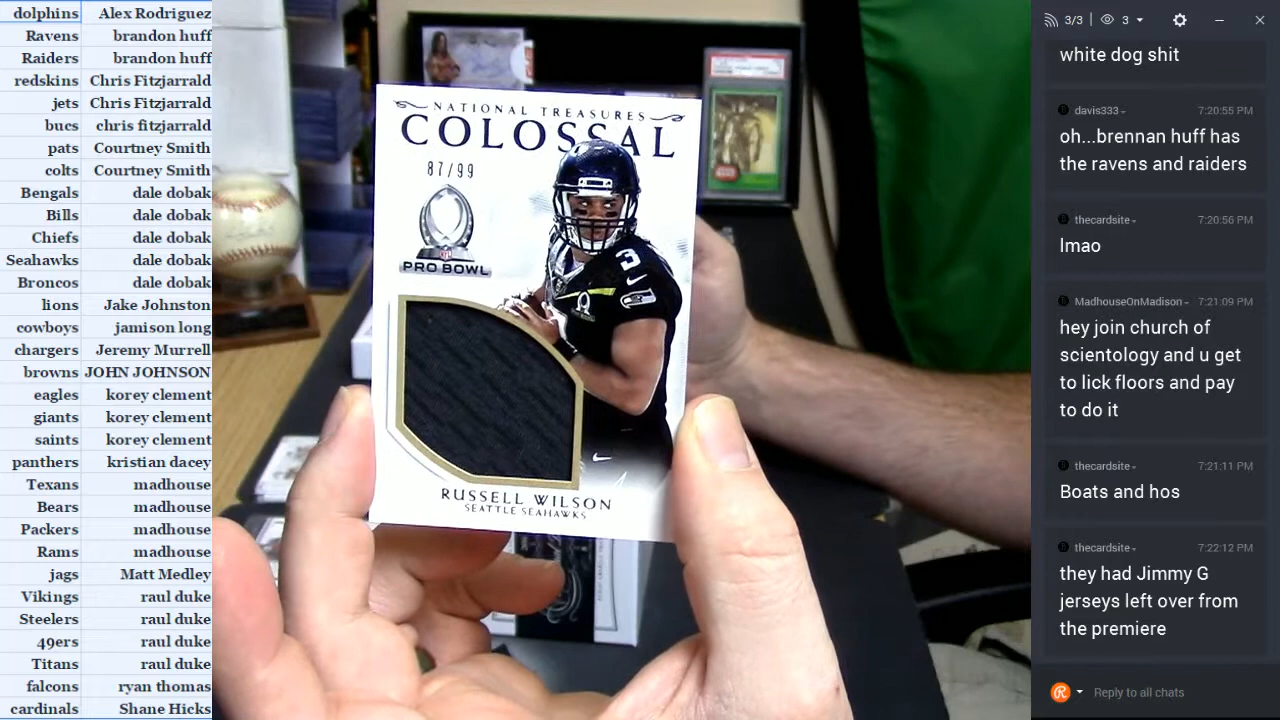 dolphins Alex Rodriguez
Ravens brandon huff
Raiders brandon huff
redskins Chris Fitzjarrald
jets Chris Fitzjarrald
bucs chris fitzjarrald
pats Courtney Smith
colts Courtney Smith
Bengals dale dobak
Bills dale dobak
Chiefs dale dobak
Seahawks dale dobak
Broncos dale dobak
lions Jake Johnston
cowboys jamison long
chargers Jeremy Murrell
browns JOHN JOHNSON
eagles korey clement
giants korey clement
saints korey clement
panthers kristian dacey
Texans madhouse
Bears madhouse
Packers madhouse
Rams madhouse
jags Matt Medley
Vikings raul duke
Steelers raul duke
49ers raul duke
Titans raul duke
falcons ryan thomas
cardinals Shane Hicks
NATIONAL TREASURES
COLOSSAL
87/99
NFL
PRO BOWL
3
RUSSELL WILSON
SEATTLE SEAHAWKS
3/3 | 3
white dog shit
davis333 7:20:55 PM
oh...brennan huff has
the ravens and raiders
thecardsite 7:20:56 PM
lmao
MadhouseOnMadison 7:21:09 PM
hey join church of
scientology and u get
to lick floors and pay
to do it
thecardsite 7:21:11 PM
Boats and hos
thecardsite 7:22:12 PM
they had Jimmy G
jerseys left over from
the premiere
Reply to all chats